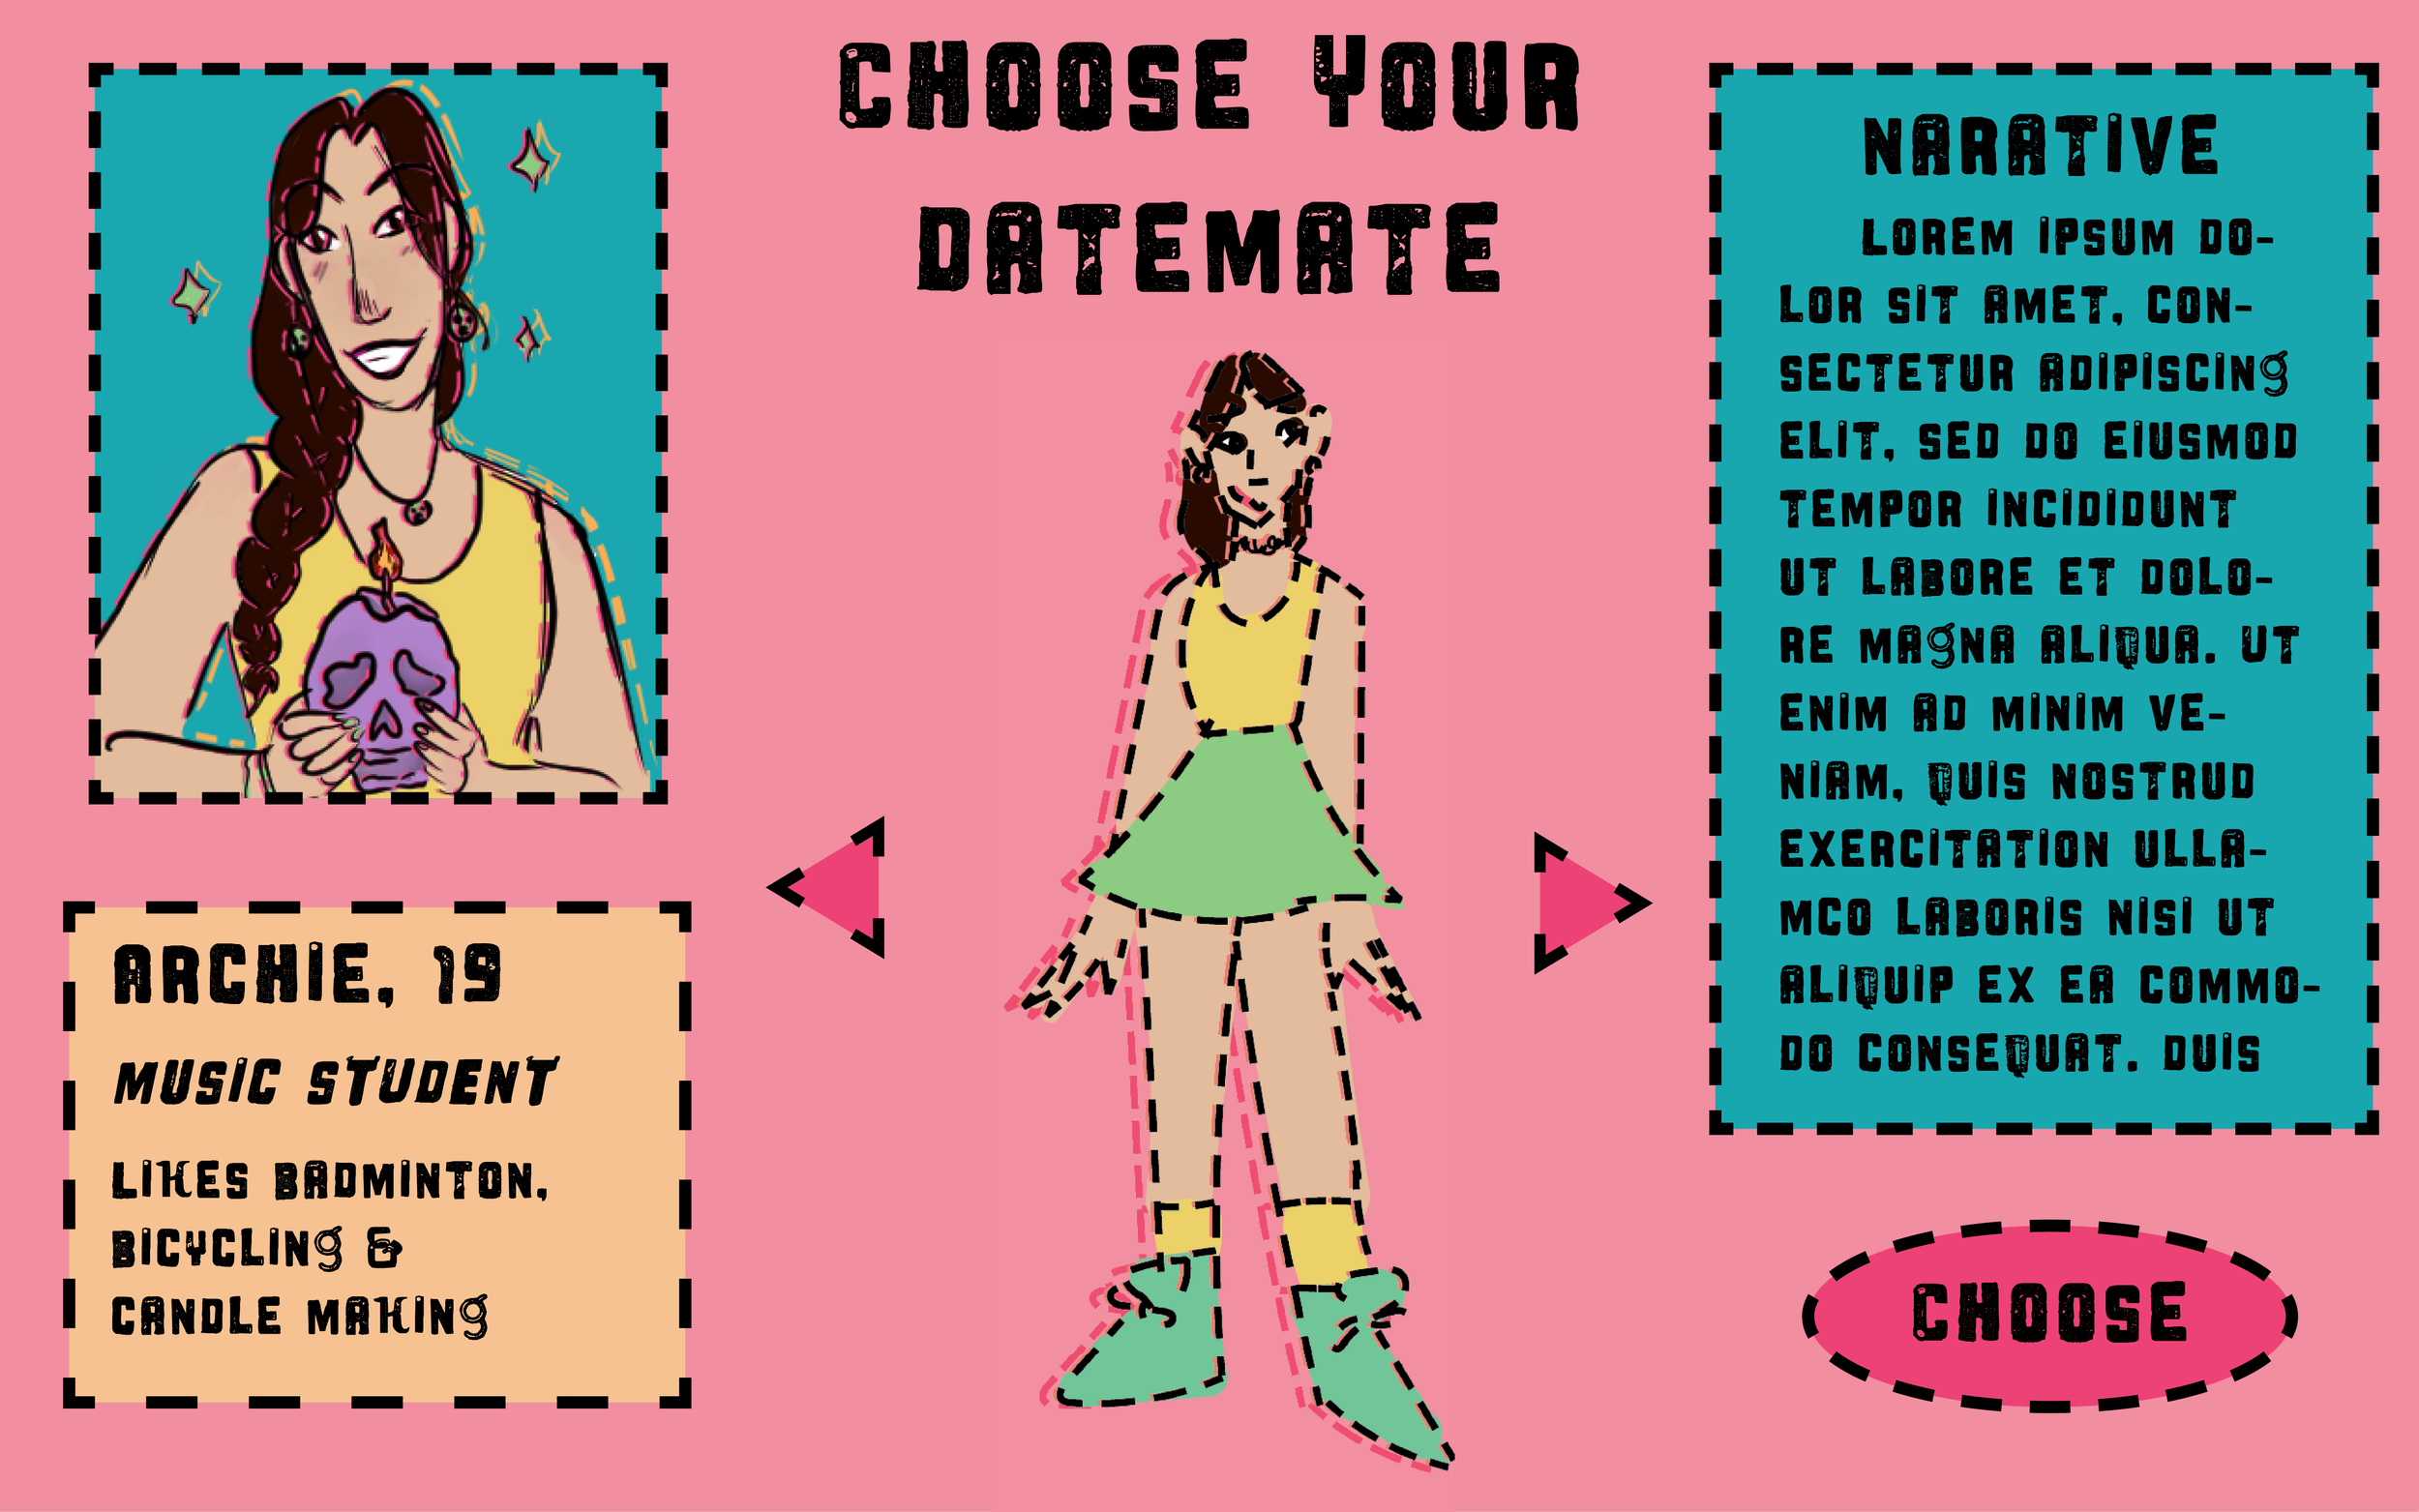 CHOOSE YOUR
DATEMATE
ARCHIE, 19
MUSIC STUDENT
LIKES BADMINTON,
BICYCLING &
CANDLE MAKING
NARATIVE
LOREM IPSUM DO-
LOR SIT AMET, CON-
SECTETUR ADIPISCING
ELIT, SED DO EIUSMOD
TEMPOR INCIDIDUNT
UT LABORE ET DOLO-
RE MAGNA ALIQUA. UT
ENIM AD MINIM VE-
NIAM, QUIS NOSTRUD
EXERCITATION ULLA-
MCO LABORIS NISI UT
ALIQUIP EX EA COMMO-
DO CONSEQUAT. DUIS
CHOOSE